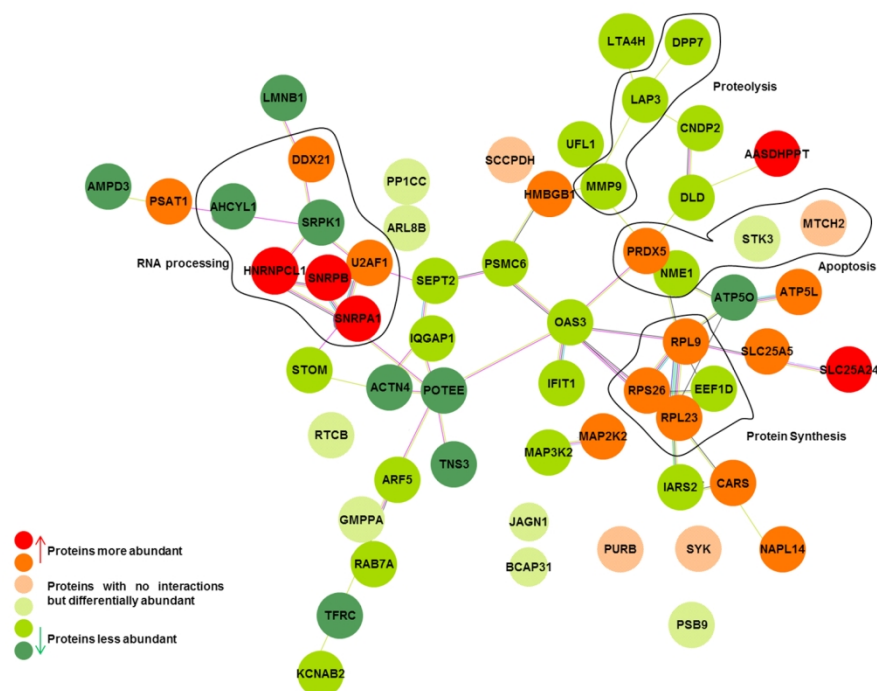 LTA4H
DPP7
Proteolysis
LMNB1
LAP3
CNDP2
UFL1
DDX21
SCCPDH
AASDHPPT
PP1CC
AMPD3
PSAT1
AHCYL1
HMBGB1
MMP9
DLD
ARL8B
SRPK1
MTCH2
STK3
RNA processing
HNRNPCL1
SNRPB
U2AF1
PRDX5
SEPT2
PSMC6
NME1
Apoptosis
ATP5O
ATP5L
SNRPA1
OAS3
IQGAP1
RPL9
SLC25A5
STOM
SLC25A24
ACTN4
POTEE
IFIT1
RPS26
EEF1D
RPL23
RTCB
Protein Synthesis
MAP2K2
MAP3K2
TNS3
ARF5
IARS2
CARS
GMPPA
JAGN1
PURB
SYK
NAPL14
RAB7A
BCAP31
TFRC
PSB9
KCNAB2
Proteins more abundant
Proteins with no interactions
but differentially abundant
Proteins less abundant